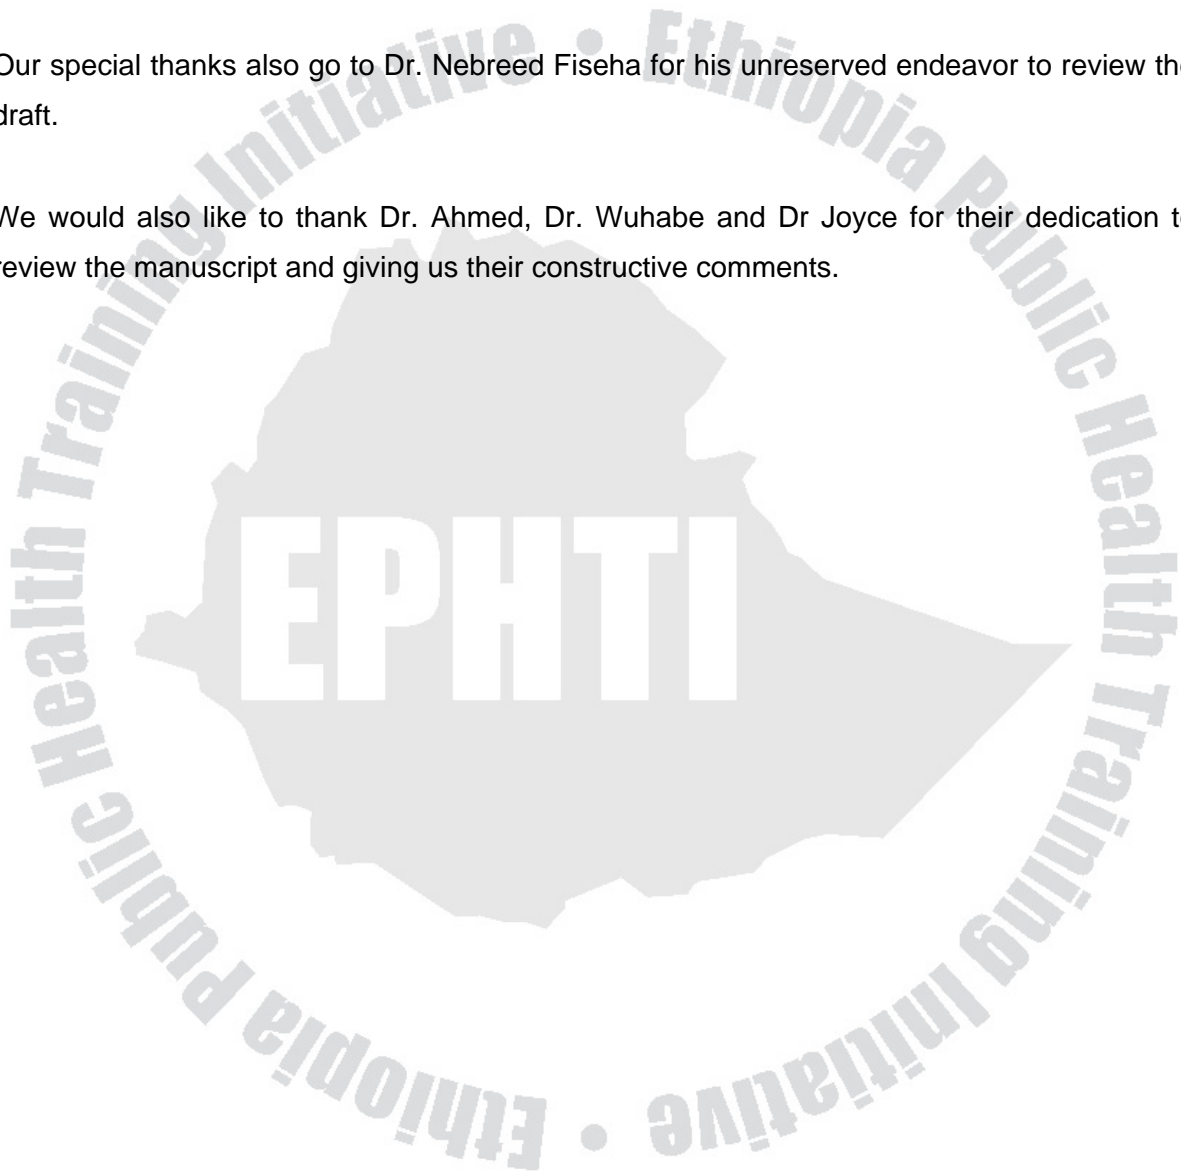 Our special thanks also go to Dr. Nebreed Fiseha for his unreserved endeavor to review the
draft.
We would also like to thank Dr. Ahmed, Dr. Wuhabe and Dr Joyce for their dedication to
review the manuscript and giving us their constructive comments.
Ethiopia Public Health Training Initiative • Ethiopia Public Health Training Initiative •
EPHTI